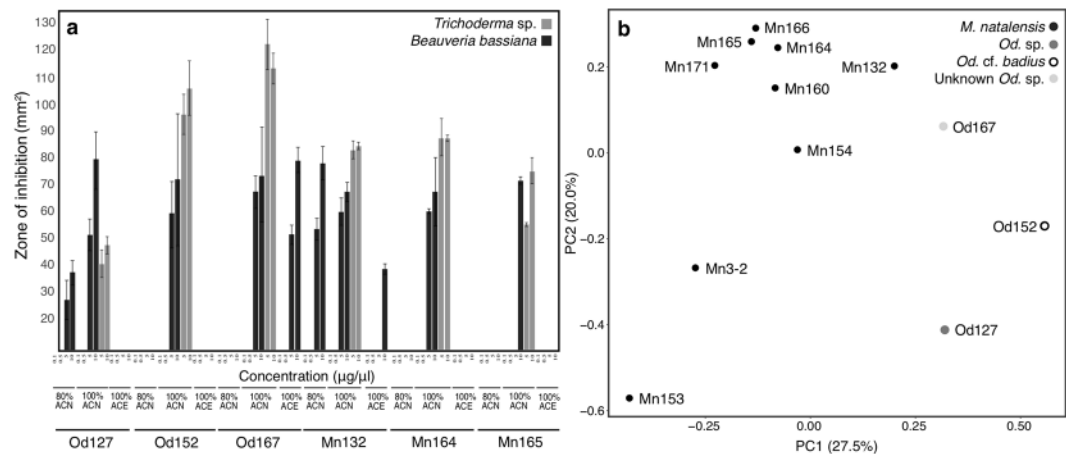 a
Trichoderma sp.
Beauveria bassiana
Zone of inhibition (mm²)
130
120
110
100
90
80
70
60
50
40
30
20
Concentration (µg/µl)
80% ACN
100% ACN
100% ACE
80% ACN
100% ACN
100% ACE
80% ACN
100% ACN
100% ACE
80% ACN
100% ACN
100% ACE
80% ACN
100% ACN
100% ACE
80% ACN
100% ACN
100% ACE
Od127
Od152
Od167
Mn132
Mn164
Mn165
b
M. natalensis
Od. sp.
Od. cf. badius
Unknown Od. sp.
Mn166
Mn165
Mn164
Mn171
Mn132
Mn160
Od167
Mn154
Od152
Mn3-2
Od127
Mn153
PC2 (20.0%)
0.2
0.0
−0.2
−0.4
−0.6
−0.25
0.00
0.25
0.50
PC1 (27.5%)